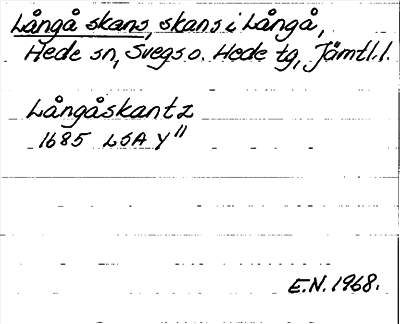 Långå skans, skans i Långå,
Hede sn, Svegs o. Hede tg, Jämtl.l.
Långåskantz
1685 LSA Y"
E.N. 1968.